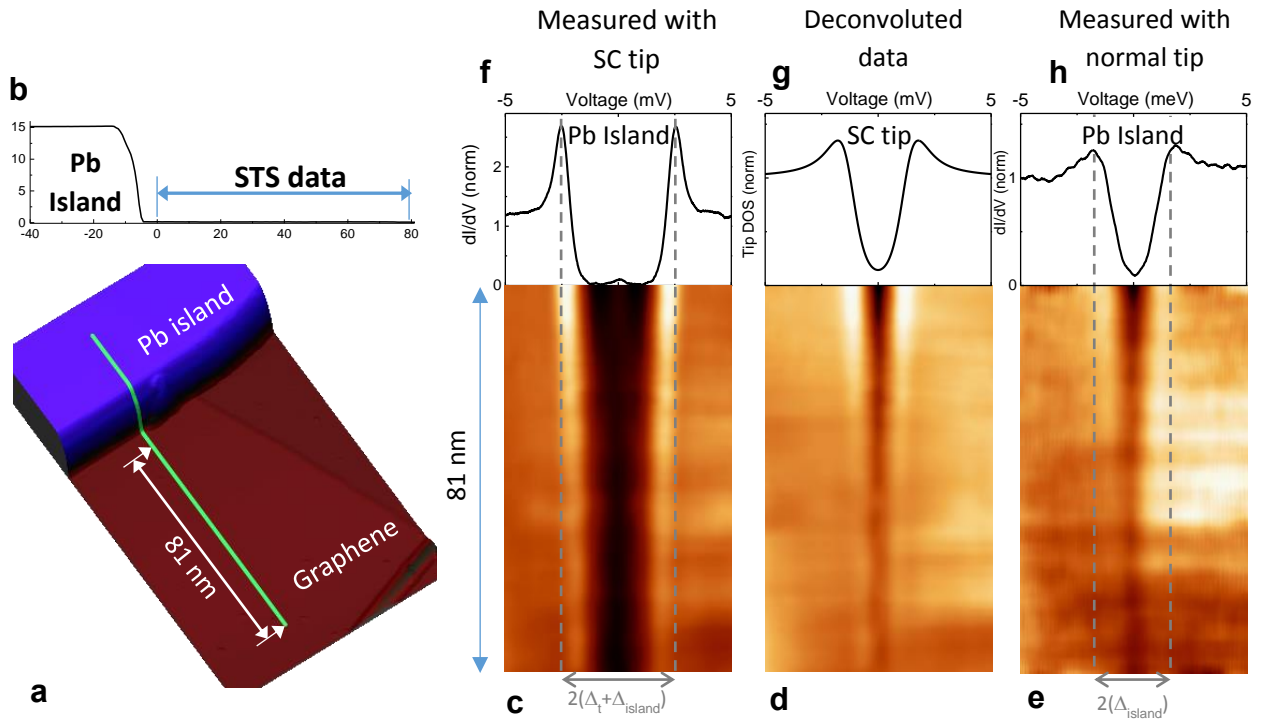 Measured with
SC tip
Deconvoluted
data
Measured with
normal tip
b
f
g
h
-5 Voltage (mV) 5
-5 Voltage (mV) 5
-5 Voltage (meV) 5
15
10
5
0
Pb
Island
STS data
-40 -20 0 20 40 60 80
Pb Island
2
1
0
dI/dV (norm)
SC tip
Tip DOS (norm)
Pb Island
1
0
dI/dV (norm)
Pb island
81 nm
Graphene
81 nm
a
c
2(Δt+Δisland)
d
e
2(Δisland)